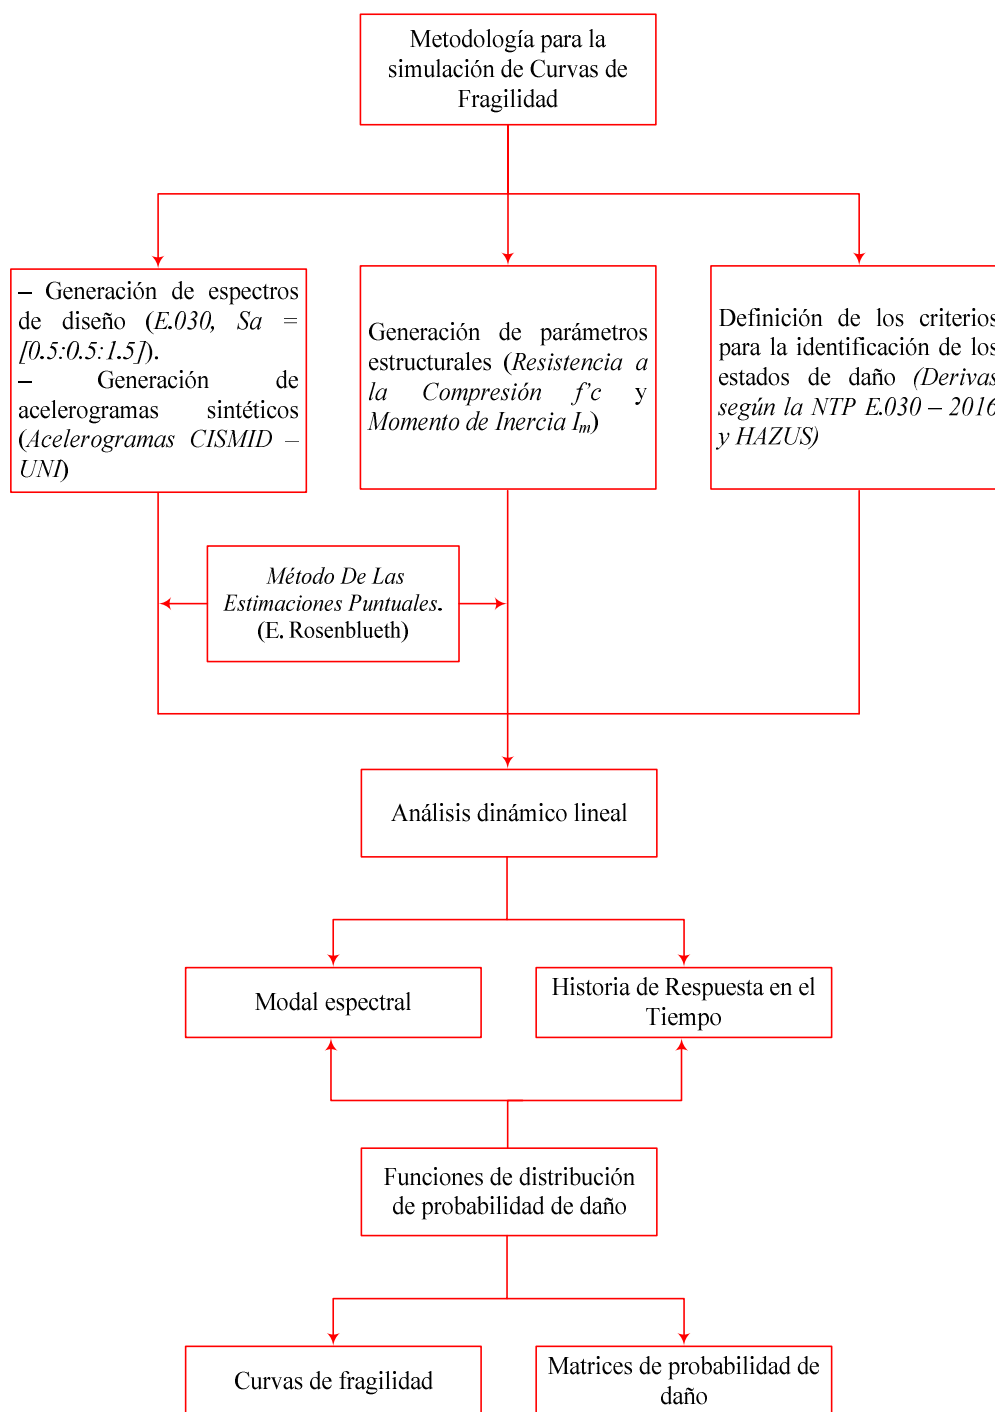 Metodología para la
simulación de Curvas de
Fragilidad
– Generación de espectros
de diseño (E.030, Sa =
[0.5:0.5:1.5]).
– Generación de
acelerogramas sintéticos
(Acelerogramas CISMID –
UNI)
Generación de parámetros
estructurales (Resistencia a
la Compresión f'c y
Momento de Inercia Im)
Definición de los criterios
para la identificación de los
estados de daño (Derivas
según la NTP E.030 – 2016
y HAZUS)
Método De Las
Estimaciones Puntuales.
(E. Rosenblueth)
Análisis dinámico lineal
Modal espectral
Historia de Respuesta en el
Tiempo
Funciones de distribución
de probabilidad de daño
Curvas de fragilidad
Matrices de probabilidad de
daño